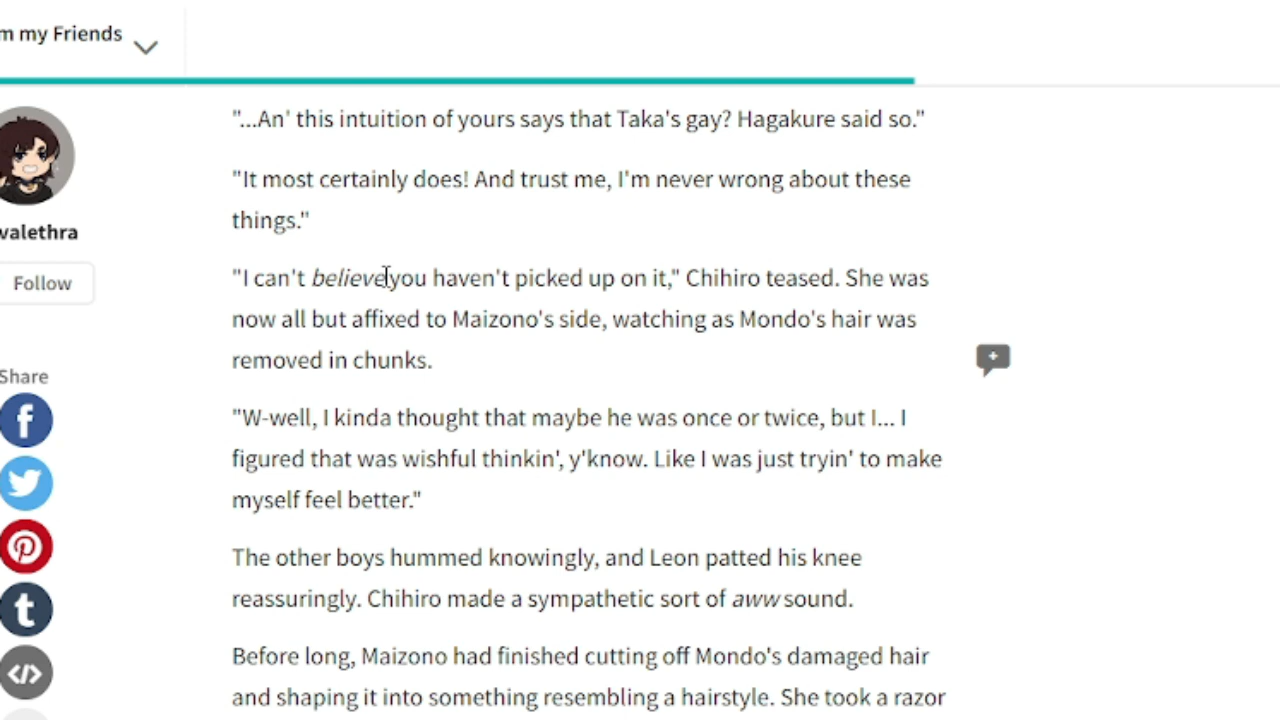 m my Friends
"...An' this intuition of yours says that Taka's gay? Hagakure said so."
"It most certainly does! And trust me, I'm never wrong about these
things."
valethra
Follow
"I can't believe you haven't picked up on it," Chihiro teased. She was
now all but affixed to Maizono's side, watching as Mondo's hair was
removed in chunks.
Share
"W-well, I kinda thought that maybe he was once or twice, but I... I
figured that was wishful thinkin', y'know. Like I was just tryin' to make
myself feel better."
The other boys hummed knowingly, and Leon patted his knee
reassuringly. Chihiro made a sympathetic sort of aww sound.
Before long, Maizono had finished cutting off Mondo's damaged hair
and shaping it into something resembling a hairstyle. She took a razor